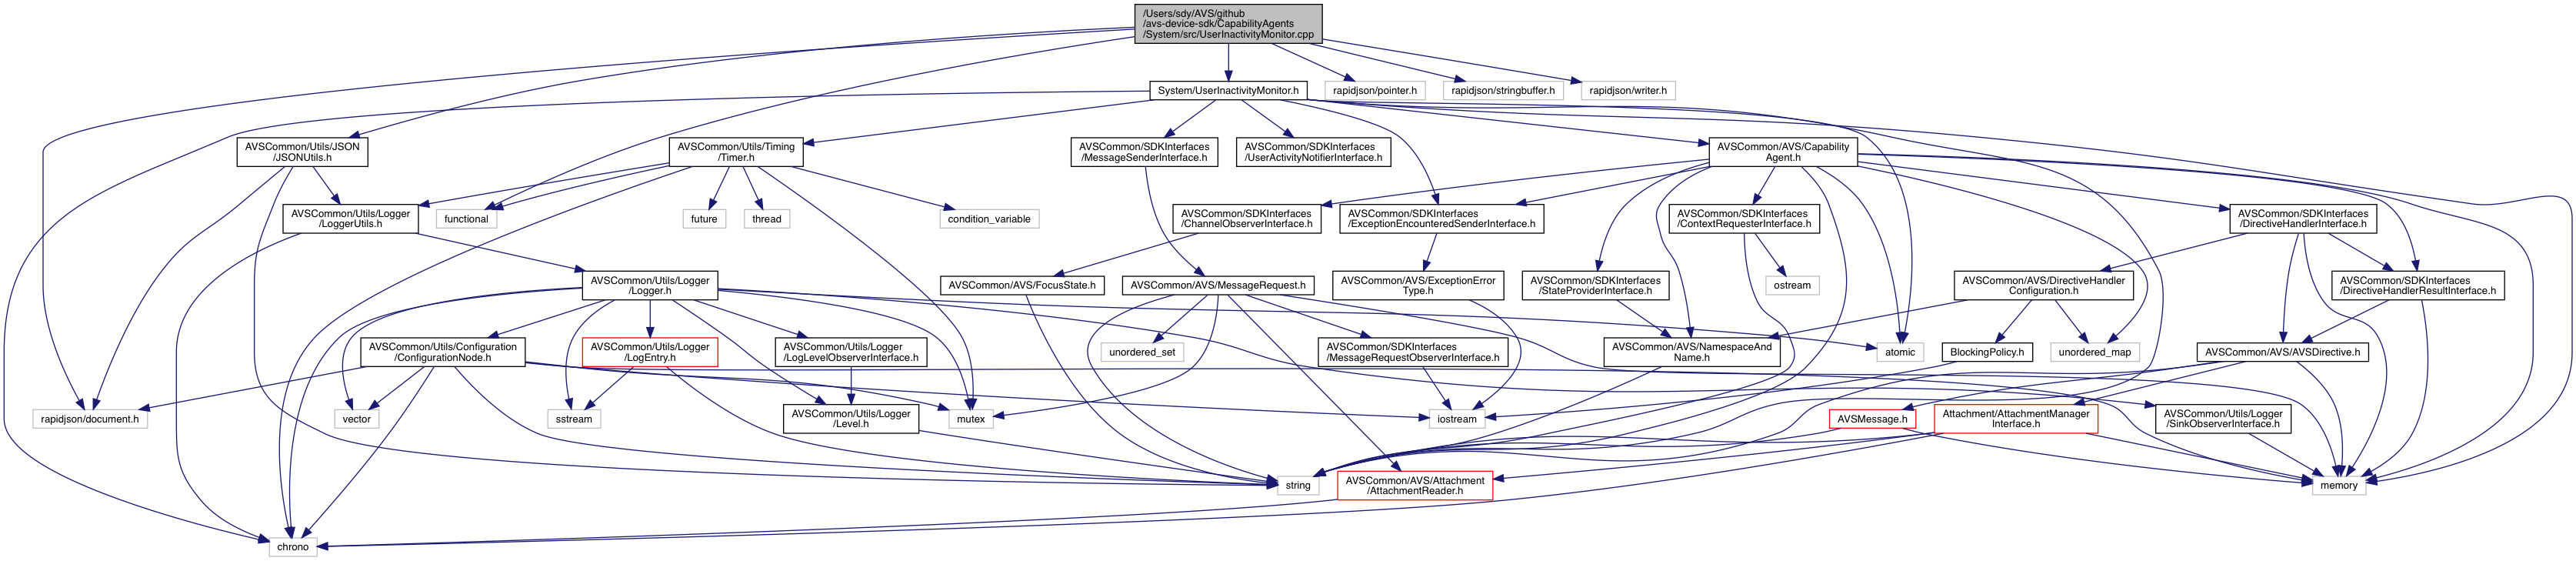 /Users/sdy/AVS/github
/avs-device-sdk/CapabilityAgents
/System/src/UserInactivityMonitor.cpp
System/UserInactivityMonitor.h
rapidjson/pointer.h
rapidjson/stringbuffer.h
rapidjson/writer.h
AVSCommon/Utils/JSON
/JSONUtils.h
AVSCommon/Utils/Timing
/Timer.h
AVSCommon/SDKInterfaces
/MessageSenderInterface.h
AVSCommon/SDKInterfaces
/UserActivityNotifierInterface.h
AVSCommon/AVS/Capability
Agent.h
AVSCommon/Utils/Logger
/LoggerUtils.h
functional
future
thread
condition_variable
AVSCommon/SDKInterfaces
/ChannelObserverInterface.h
AVSCommon/SDKInterfaces
/ExceptionEncounteredSenderInterface.h
AVSCommon/SDKInterfaces
/ContextRequesterInterface.h
AVSCommon/SDKInterfaces
/DirectiveHandlerInterface.h
AVSCommon/Utils/Logger
/Logger.h
AVSCommon/AVS/FocusState.h
AVSCommon/AVS/MessageRequest.h
AVSCommon/AVS/ExceptionError
Type.h
AVSCommon/SDKInterfaces
/StateProviderInterface.h
ostream
AVSCommon/AVS/DirectiveHandler
Configuration.h
AVSCommon/SDKInterfaces
/DirectiveHandlerResultInterface.h
AVSCommon/Utils/Configuration
/ConfigurationNode.h
AVSCommon/Utils/Logger
/LogEntry.h
AVSCommon/Utils/Logger
/LogLevelObserverInterface.h
unordered_set
AVSCommon/SDKInterfaces
/MessageRequestObserverInterface.h
AVSCommon/AVS/NamespaceAnd
Name.h
atomic
BlockingPolicy.h
unordered_map
AVSCommon/AVS/AVSDirective.h
rapidjson/document.h
vector
sstream
AVSCommon/Utils/Logger
/Level.h
mutex
iostream
AVSMessage.h
Attachment/AttachmentManager
Interface.h
AVSCommon/Utils/Logger
/SinkObserverInterface.h
string
AVSCommon/AVS/Attachment
/AttachmentReader.h
memory
chrono